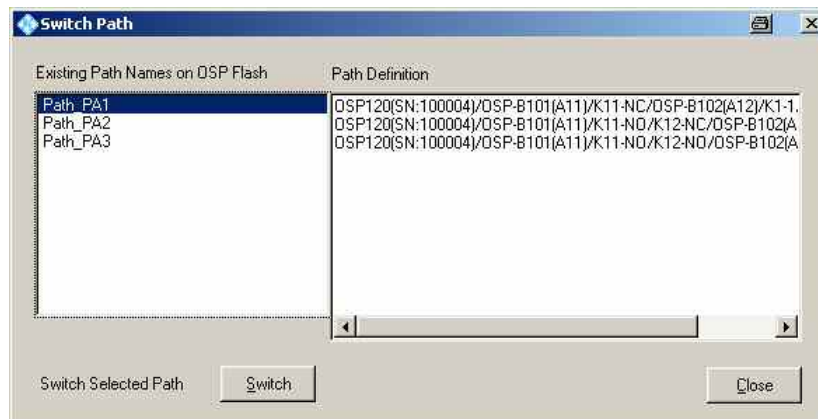 Switch Path
Existing Path Names on OSP Flash
Path Definition
Path_PA1
Path_PA2
Path_PA3
OSP120(SN:100004)/OSP-B101(A11)/K11-NC/OSP-B102(A12)/K1-1.
OSP120(SN:100004)/OSP-B101(A11)/K11-NO/K12-NC/OSP-B102(A
OSP120(SN:100004)/OSP-B101(A11)/K11-NO/K12-NO/OSP-B102(A
Switch Selected Path
Switch
Close